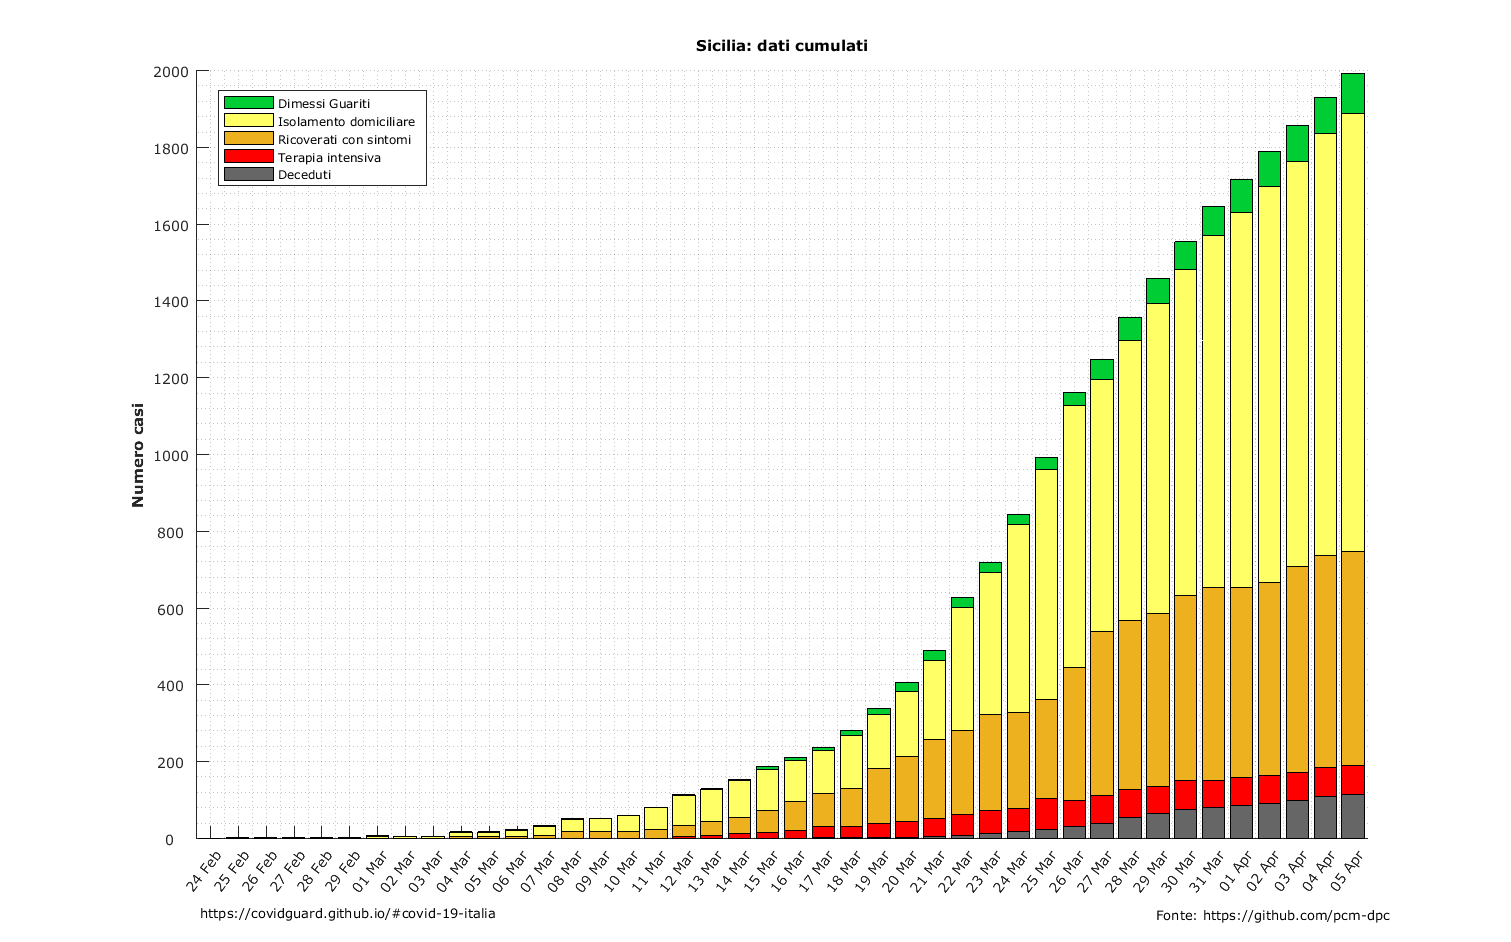 Sicilia: dati cumulati
Dimessi Guariti
Isolamento domiciliare
Ricoverati con sintomi
Terapia intensiva
Deceduti
Numero casi
2000
1800
1600
1400
1200
1000
800
600
400
200
0
24 Feb
25 Feb
26 Feb
27 Feb
28 Feb
29 Feb
01 Mar
02 Mar
03 Mar
04 Mar
05 Mar
06 Mar
07 Mar
08 Mar
09 Mar
10 Mar
11 Mar
12 Mar
13 Mar
14 Mar
15 Mar
16 Mar
17 Mar
18 Mar
19 Mar
20 Mar
21 Mar
22 Mar
23 Mar
24 Mar
25 Mar
26 Mar
27 Mar
28 Mar
29 Mar
30 Mar
31 Mar
01 Apr
02 Apr
03 Apr
04 Apr
05 Apr
https://covidguard.github.io/#covid-19-italia
Fonte: https://github.com/pcm-dpc